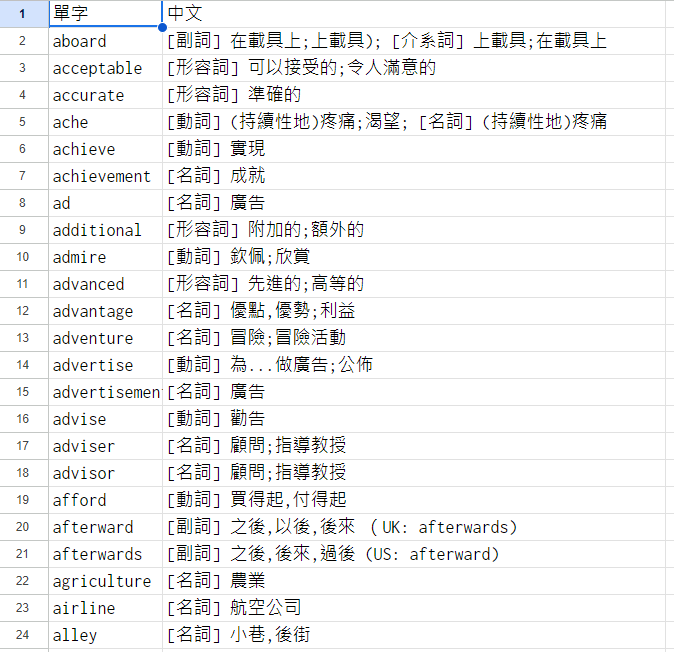 1 單字 中文
2 aboard [副詞] 在載具上;上載具); [介系詞] 上載具;在載具上
3 acceptable [形容詞] 可以接受的;令人滿意的
4 accurate [形容詞] 準確的
5 ache [動詞] (持續性地)疼痛;渴望; [名詞] (持續性地)疼痛
6 achieve [動詞] 實現
7 achievement [名詞] 成就
8 ad [名詞] 廣告
9 additional [形容詞] 附加的;額外的
10 admire [動詞] 欽佩;欣賞
11 advanced [形容詞] 先進的;高等的
12 advantage [名詞] 優點,優勢;利益
13 adventure [名詞] 冒險;冒險活動
14 advertise [動詞] 為...做廣告;公佈
15 advertisemen [名詞] 廣告
16 advise [動詞] 勸告
17 adviser [名詞] 顧問;指導教授
18 advisor [名詞] 顧問;指導教授
19 afford [動詞] 買得起,付得起
20 afterward [副詞] 之後,以後,後來 (UK: afterwards)
21 afterwards [副詞] 之後,後來,過後 (US: afterward)
22 agriculture [名詞] 農業
23 airline [名詞] 航空公司
24 alley [名詞] 小巷,後街